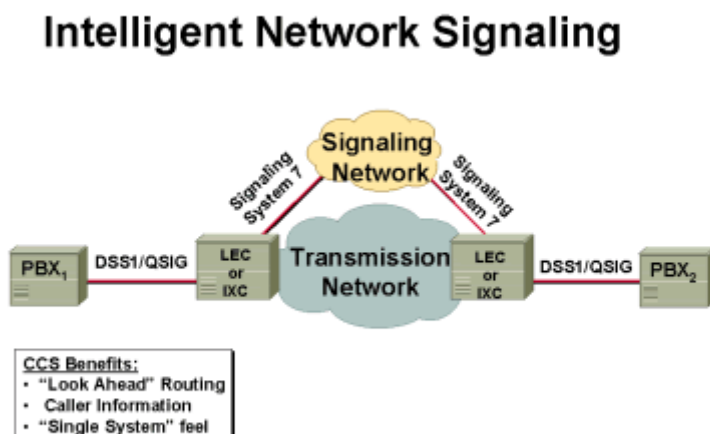 Intelligent Network Signaling
Signaling
Network
Signaling
System 7
Signaling
System 7
PBX1
DSS1/QSIG
LEC
or
IXC
Transmission
Network
LEC
or
IXC
DSS1/QSIG
PBX2
CCS Benefits:
• "Look Ahead" Routing
• Caller Information
• "Single System" feel